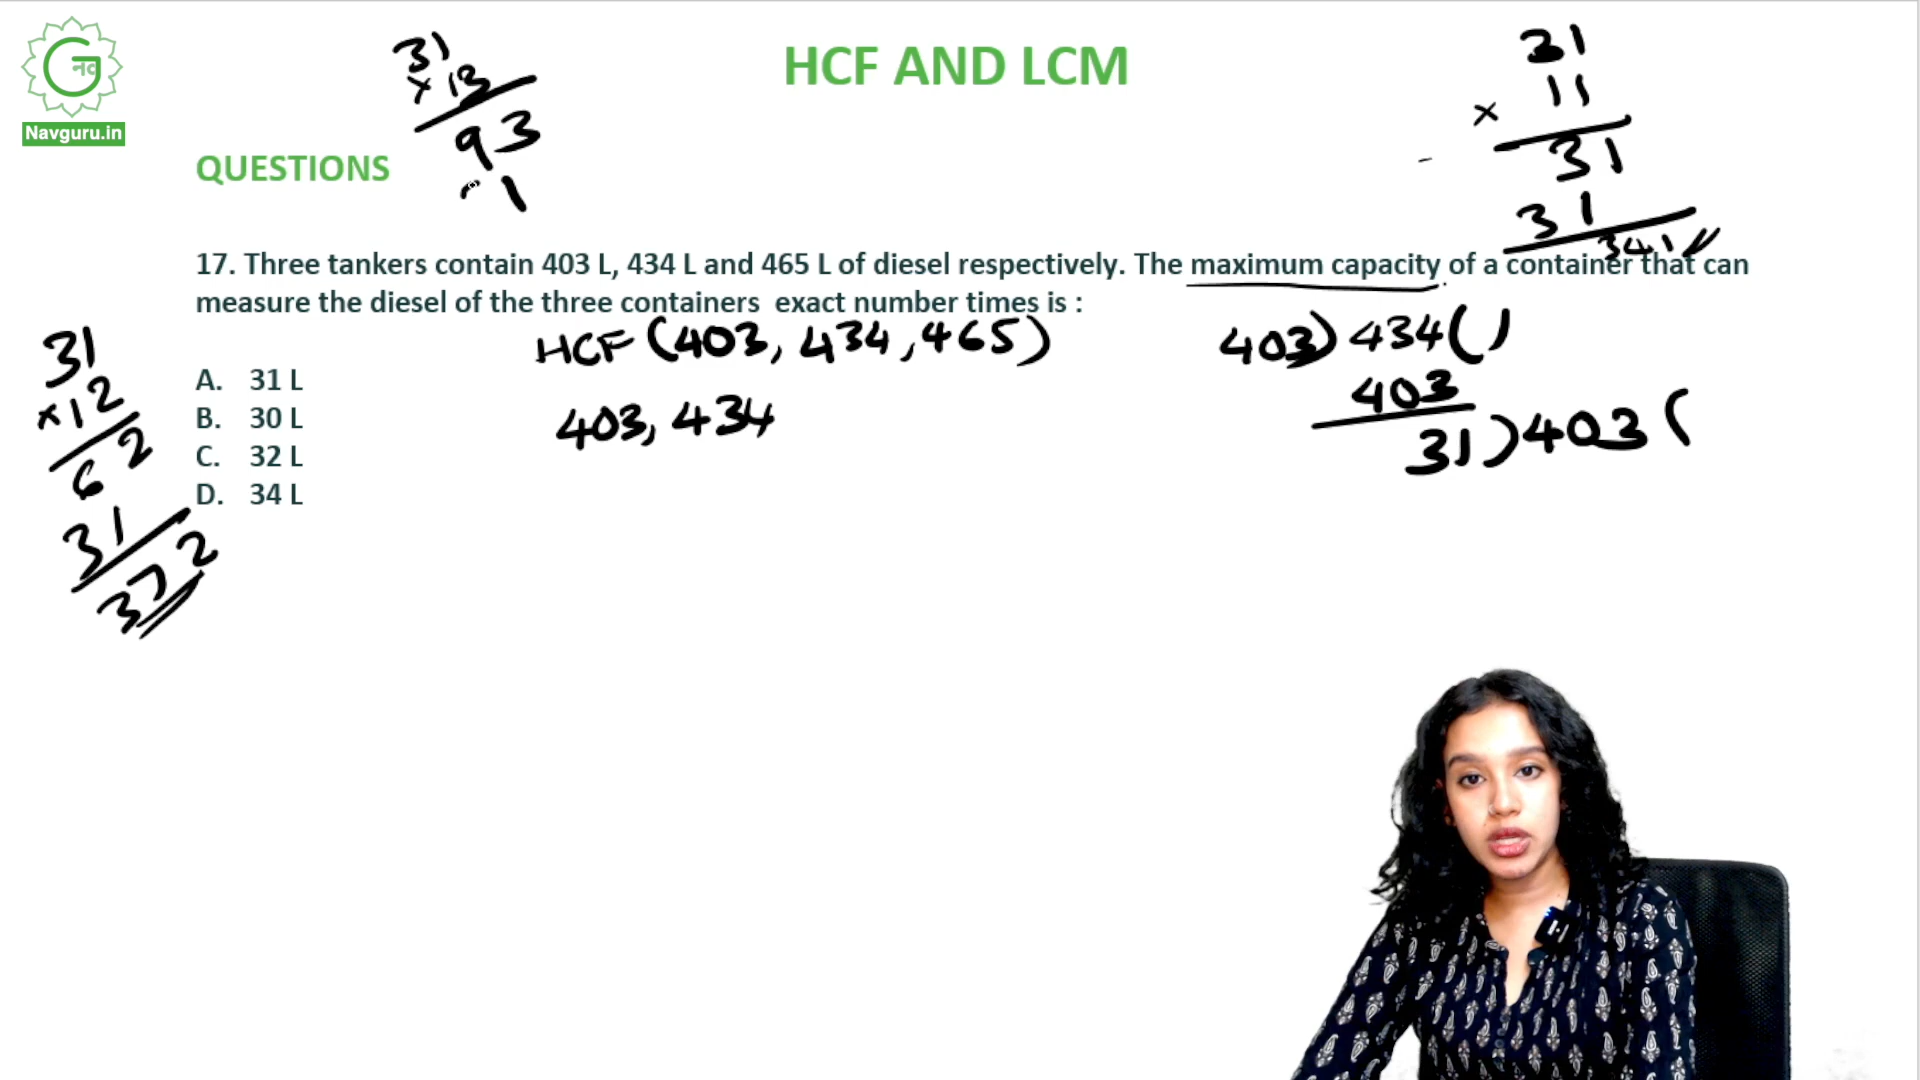 नव
Navguru.in
HCF AND LCM
QUESTIONS
31
×13
93
1
31
× 11
31
31
341
17. Three tankers contain 403 L, 434 L and 465 L of diesel respectively. The maximum capacity of a container that can
measure the diesel of the three containers exact number times is :
HCF (403, 434, 465)
403, 434
403) 434 (1
403
31) 403 (
A. 31 L
B. 30 L
C. 32 L
D. 34 L
31
×12
62
31
372